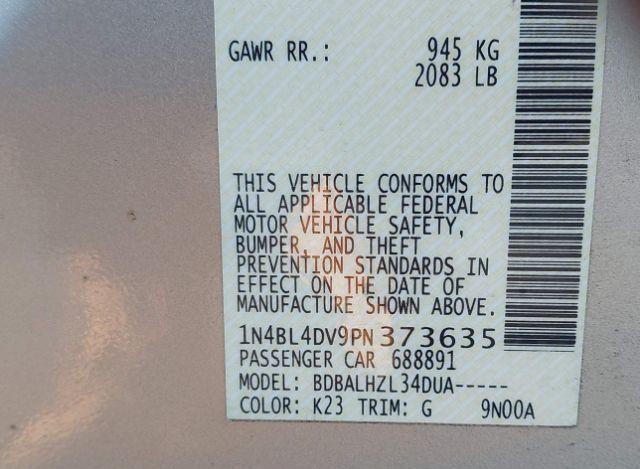 GAWR RR.: 945 KG
2083 LB
THIS VEHICLE CONFORMS TO
ALL APPLICABLE FEDERAL
MOTOR VEHICLE SAFETY,
BUMPER, AND THEFT
PREVENTION STANDARDS IN
EFFECT ON THE DATE OF
MANUFACTURE SHOWN ABOVE.
1N4BL4DV9PN373635
PASSENGER CAR 688891
MODEL: BDBALHZL34DUA-----
COLOR: K23 TRIM: G 9N00A